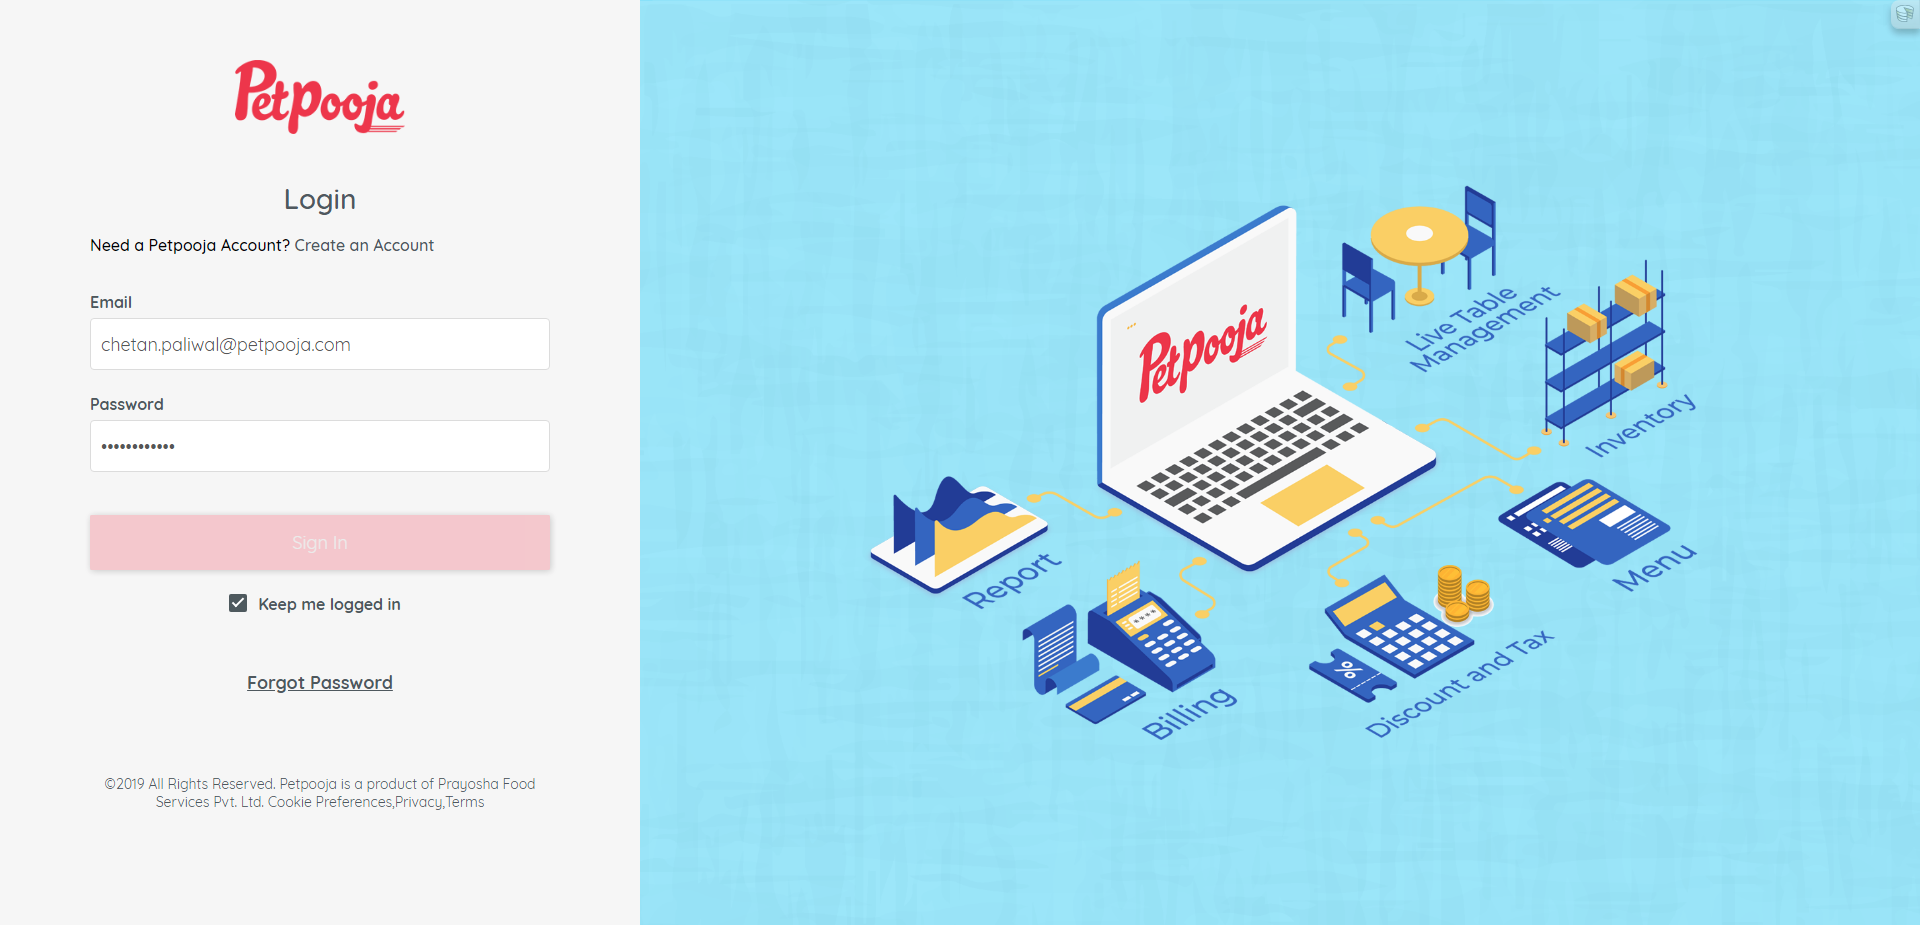 Petpooja
Login
Need a Petpooja Account? Create an Account
Email
chetan.paliwal@petpooja.com
Password
••••••••••••
Sign In
Keep me logged in
Forgot Password
©2019 All Rights Reserved. Petpooja is a product of Prayosha Food
Services Pvt. Ltd. Cookie Preferences,Privacy,Terms
Petpooja
Live Table
Management
Inventory
Menu
Report
Billing
Discount and Tax